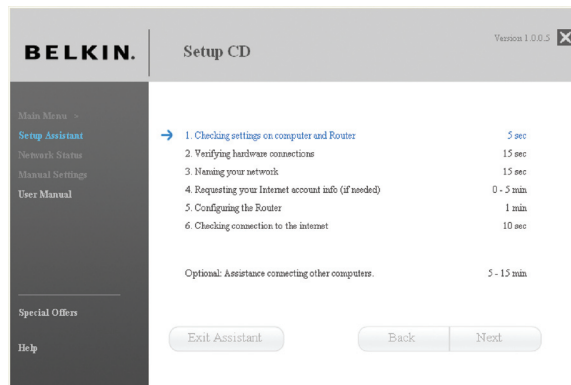 BELKIN.
Setup CD
Version 1.0.0.5
Main Menu >
Setup Assistant
Network Status
Manual Settings
User Manual
Special Offers
Help
1. Checking settings on computer and Router 5 sec
2. Verifying hardware connections 15 sec
3. Naming your network 15 sec
4. Requesting your Internet account info (if needed) 0 - 5 min
5. Configuring the Router 1 min
6. Checking connection to the internet 10 sec
Optional: Assistance connecting other computers. 5 - 15 min
Exit Assistant
Back
Next